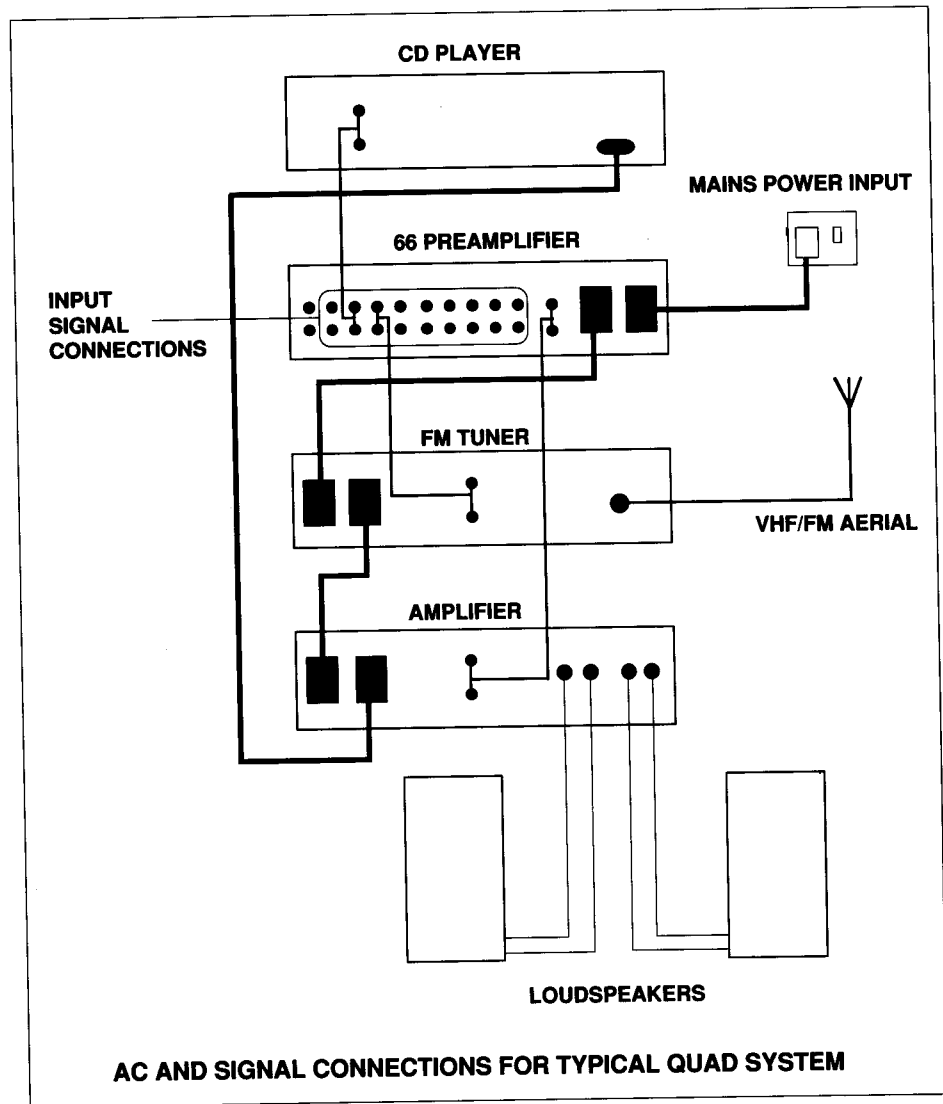 CD PLAYER
MAINS POWER INPUT
66 PREAMPLIFIER
INPUT
SIGNAL
CONNECTIONS
FM TUNER
VHF/FM AERIAL
AMPLIFIER
LOUDSPEAKERS
AC AND SIGNAL CONNECTIONS FOR TYPICAL QUAD SYSTEM